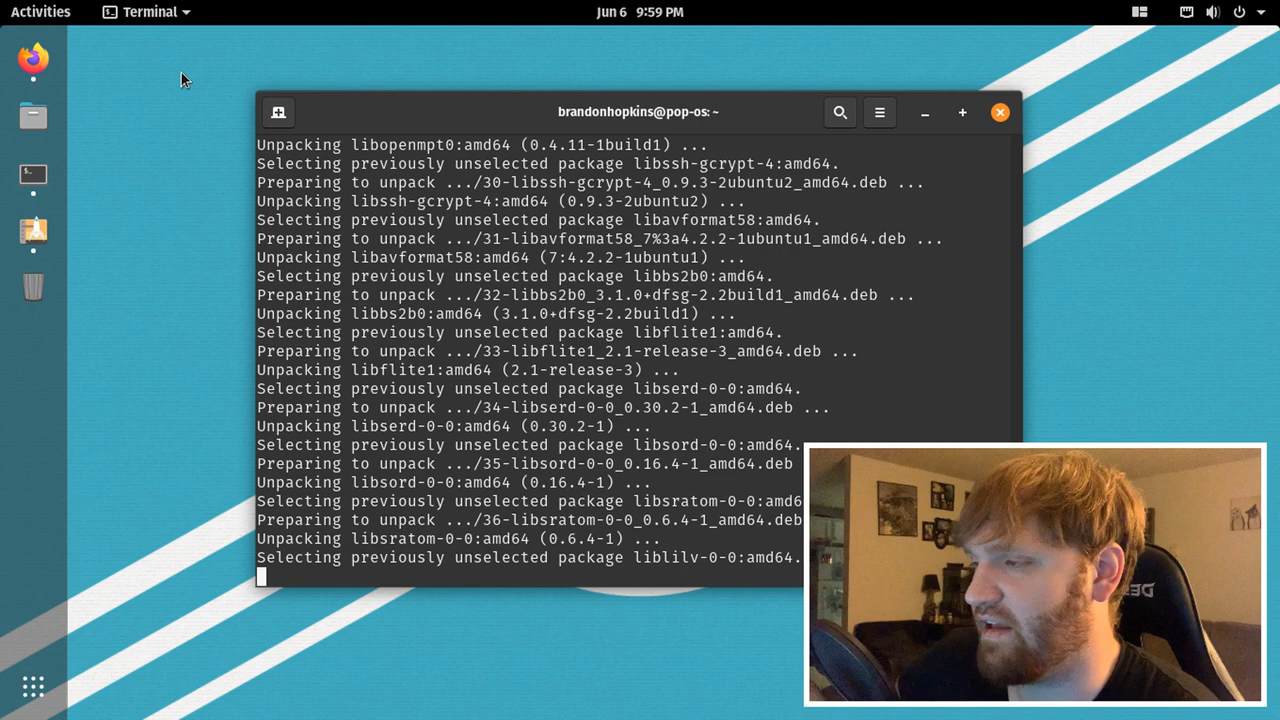 Activities
Terminal
Jun 6 9:59 PM
brandonhopkins@pop-os: ~
Unpacking libopenmpt0:amd64 (0.4.11-1build1) ...
Selecting previously unselected package libssh-gcrypt-4:amd64.
Preparing to unpack .../30-libssh-gcrypt-4_0.9.3-2ubuntu2_amd64.deb ...
Unpacking libssh-gcrypt-4:amd64 (0.9.3-2ubuntu2) ...
Selecting previously unselected package libavformat58:amd64.
Preparing to unpack .../31-libavformat58_7%3a4.2.2-1ubuntu1_amd64.deb ...
Unpacking libavformat58:amd64 (7:4.2.2-1ubuntu1) ...
Selecting previously unselected package libbs2b0:amd64.
Preparing to unpack .../32-libbs2b0_3.1.0+dfsg-2.2build1_amd64.deb ...
Unpacking libbs2b0:amd64 (3.1.0+dfsg-2.2build1) ...
Selecting previously unselected package libflite1:amd64.
Preparing to unpack .../33-libflite1_2.1-release-3_amd64.deb ...
Unpacking libflite1:amd64 (2.1-release-3) ...
Selecting previously unselected package libserd-0-0:amd64.
Preparing to unpack .../34-libserd-0-0_0.30.2-1_amd64.deb ...
Unpacking libserd-0-0:amd64 (0.30.2-1) ...
Selecting previously unselected package libsord-0-0:amd64.
Preparing to unpack .../35-libsord-0-0_0.16.4-1_amd64.deb
Unpacking libsord-0-0:amd64 (0.16.4-1) ...
Selecting previously unselected package libsratom-0-0:amd6
Preparing to unpack .../36-libsratom-0-0_0.6.4-1_amd64.deb
Unpacking libsratom-0-0:amd64 (0.6.4-1) ...
Selecting previously unselected package liblilv-0-0:amd64.